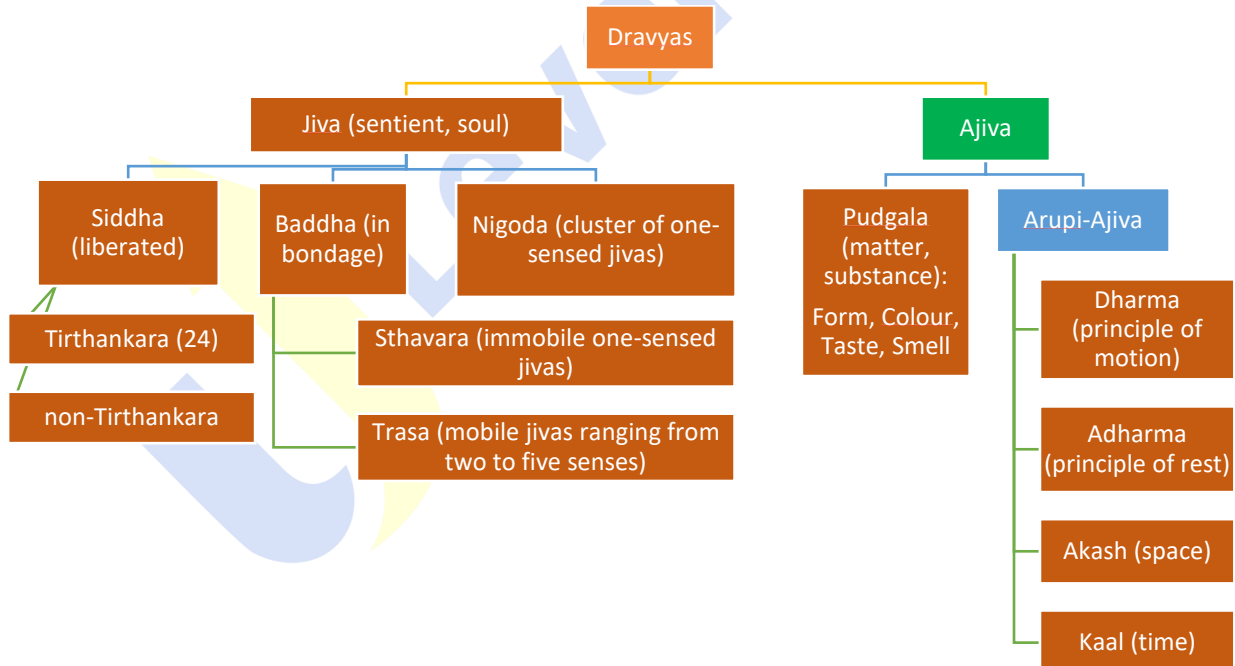 Dravyas
Jiva (sentient, soul)
Ajiva
Siddha
(liberated)
Baddha (in
bondage)
Nigoda (cluster of one-
sensed jivas)
Pudgala
(matter,
substance):
Form, Colour,
Taste, Smell
Arupi-Ajiva
Tirthankara (24)
non-Tirthankara
Sthavara (immobile one-sensed
jivas)
Trasa (mobile jivas ranging from
two to five senses)
Dharma
(principle of
motion)
Adharma
(principle of rest)
Akash (space)
Kaal (time)